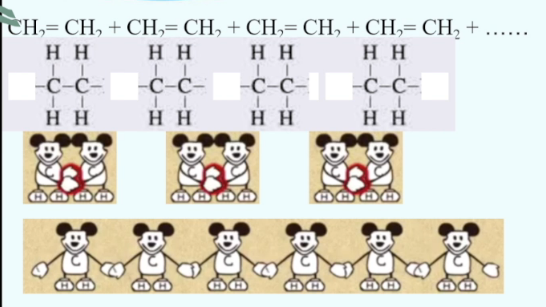 CH₂= CH₂ + CH₂= CH₂ + CH₂= CH₂ + CH₂= CH₂ + ……
H H H H H H H H
-C-C- -C-C- -C-C- -C-C-
H H H H H H H H
C C C
H H H H H H H H H H H H
C C C C C C
H H H H H H H H H H H H